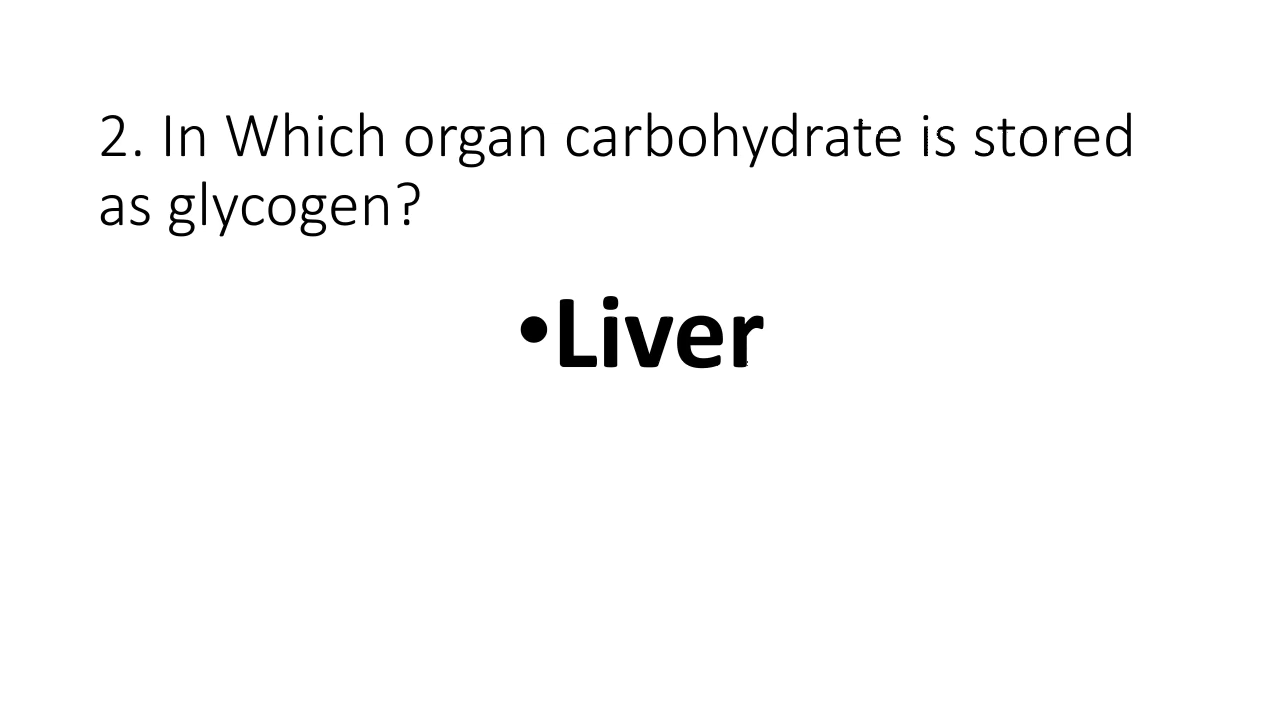 2. In Which organ carbohydrate is stored
as glycogen?
•Liver